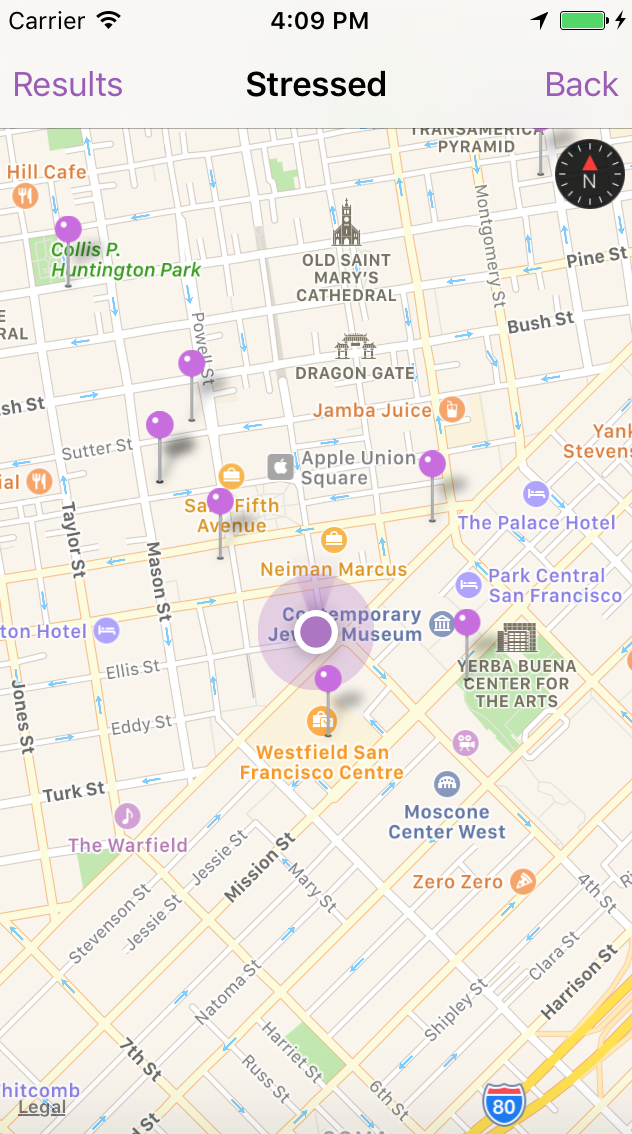 Carrier 4:09 PM
Results Stressed Back
TRANSAMERICA
PYRAMID
Hill Cafe
N
Collis P.
Huntington Park
OLD SAINT
MARY'S
CATHEDRAL
Montgomery St
Pine St
RAL
Powell St
Bush St
DRAGON GATE
sh St
Jamba Juice
Sutter St
Apple Union
Square
Yank
Stevens
ial
Fifth
Avenue
The Palace Hotel
Taylor St
Mason St
Neiman Marcus
Park Central
San Francisco
Contemporary
Jewish Museum
ton Hotel
YERBA BUENA
CENTER FOR
THE ARTS
Ellis St
Jones St
Eddy St
Westfield San
Francisco Centre
Turk St
Moscone
Center West
The Warfield
Jessie St
Mission St
Mary St
Zero Zero
4th St
Ri
Stevenson St
Jessie St
Clara St
Harrison St
Natoma St
Shipley St
Harriet St
7th St
Russ St
6th St
hitcomb
Legal
80
d St